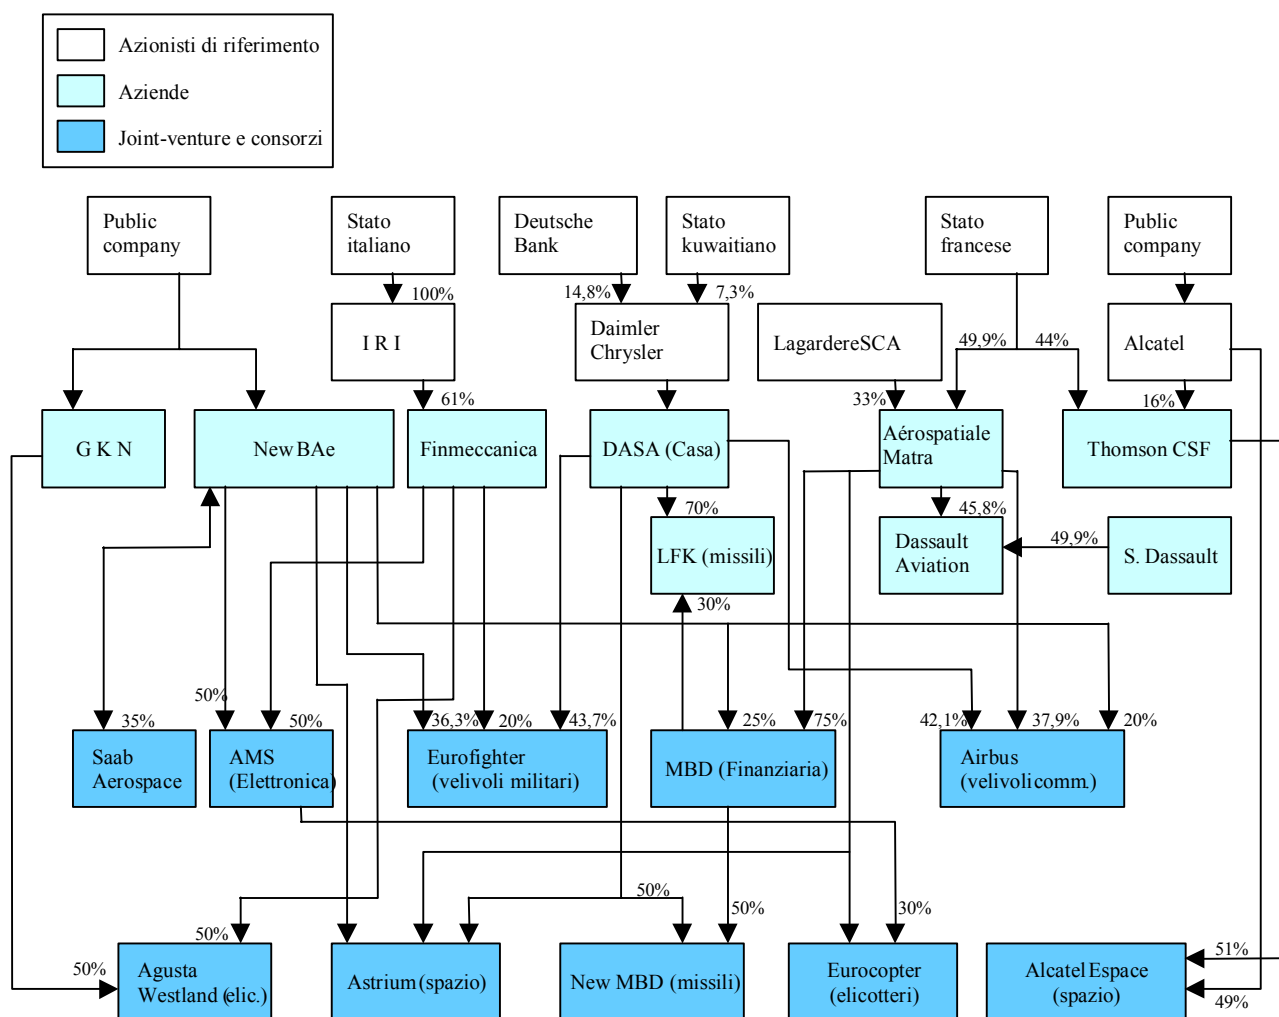 Azionisti di riferimento
Aziende
Joint-venture e consorzi
Public
company
Stato
italiano
Deutsche
Bank
Stato
kuwaitiano
Stato
francese
Public
company
100%
14,8%
7,3%
I R I
Daimler
Chrysler
LagardereSCA
49,9%
44%
Alcatel
61%
33%
16%
G K N
New BAe
Finmeccanica
DASA (Casa)
Aérospatiale
Matra
Thomson CSF
70%
45,8%
LFK (missili)
Dassault
Aviation
49,9%
S. Dassault
30%
50%
35%
50%
36,3%
20%
43,7%
25%
75%
42,1%
37,9%
20%
Saab
Aerospace
AMS
(Elettronica)
Eurofighter
(velivoli militari)
MBD (Finanziaria)
Airbus
(velivoli comm.)
50%
50%
30%
50%
50%
51%
49%
Agusta
Westland (elic.)
Astrium (spazio)
New MBD (missili)
Eurocopter
(elicotteri)
Alcatel Espace
(spazio)